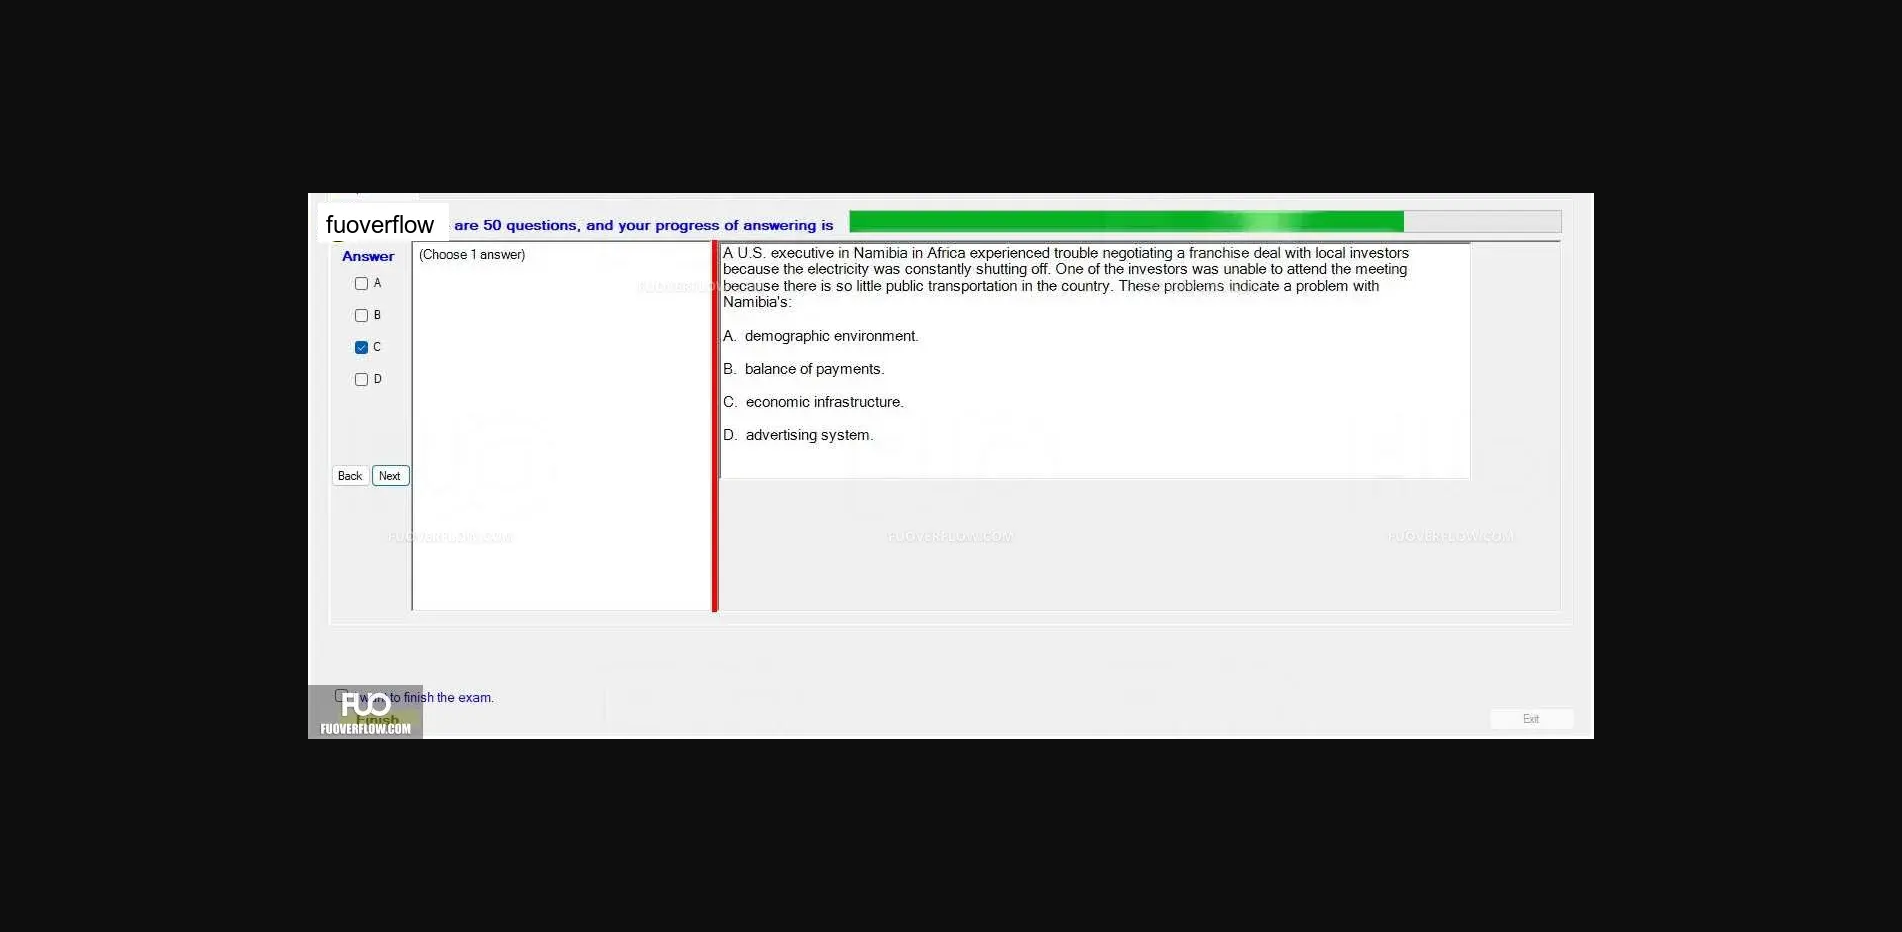 fuoverflow are 50 questions, and your progress of answering is
Answer
(Choose 1 answer)
A
B
C
D
Back Next
A U.S. executive in Namibia in Africa experienced trouble negotiating a franchise deal with local investors
because the electricity was constantly shutting off. One of the investors was unable to attend the meeting
because there is so little public transportation in the country. These problems indicate a problem with
Namibia's:
A. demographic environment.
B. balance of payments.
C. economic infrastructure.
D. advertising system.
FUOVERFLOW.COM
FUOVERFLOW.COM
FUOVERFLOW.COM
want to finish the exam.
FUO
Finish
FUOVERFLOW.COM
Exit